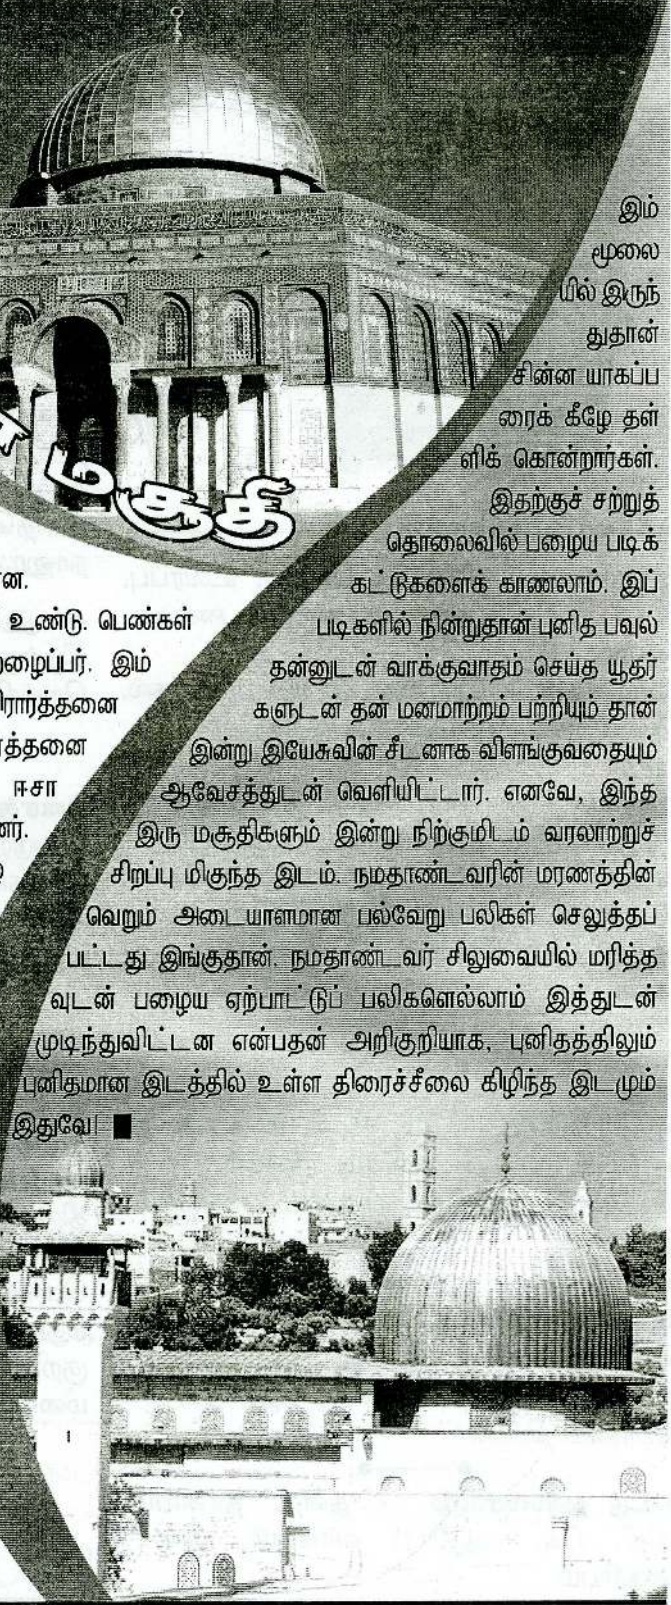 மசூதி
ன.
உண்டு. பெண்கள்
ழைப்பர். இம்
ரார்த்தனை
ர்த்தனை
ஈசா
னர்.
இம்
மூலை
யில் இருந்
துதான்
சின்ன யாகப்ப
ரைக் கீழே தள்
ளிக் கொன்றார்கள்.
இதற்குச் சற்றுத்
தொலைவில் பழைய படிக்
கட்டுகளைக் காணலாம். இப்
படிகளில் நின்றுதான் புனித பவுல்
தன்னுடன் வாக்குவாதம் செய்த யூதர்
களுடன் தன் மனமாற்றம் பற்றியும் தான்
இன்று இயேசுவின் சீடனாக விளங்குவதையும்
ஆவேசத்துடன் வெளியிட்டார். எனவே, இந்த
இரு மசூதிகளும் இன்று நிற்குமிடம் வரலாற்றுச்
சிறப்பு மிகுந்த இடம். நமதாண்டவரின் மரணத்தின்
வெறும் அடையாளமான பல்வேறு பலிகள் செலுத்தப்
பட்டது இங்குதான். நமதாண்டவர் சிலுவையில் மரித்த
வுடன் பழைய ஏற்பாட்டுப் பலிகளெல்லாம் இத்துடன்
முடிந்துவிட்டன என்பதன் அறிகுறியாக, புனிதத்திலும்
புனிதமான இடத்தில் உள்ள திரைச்சீலை கிழிந்த இடமும்
இதுவே!